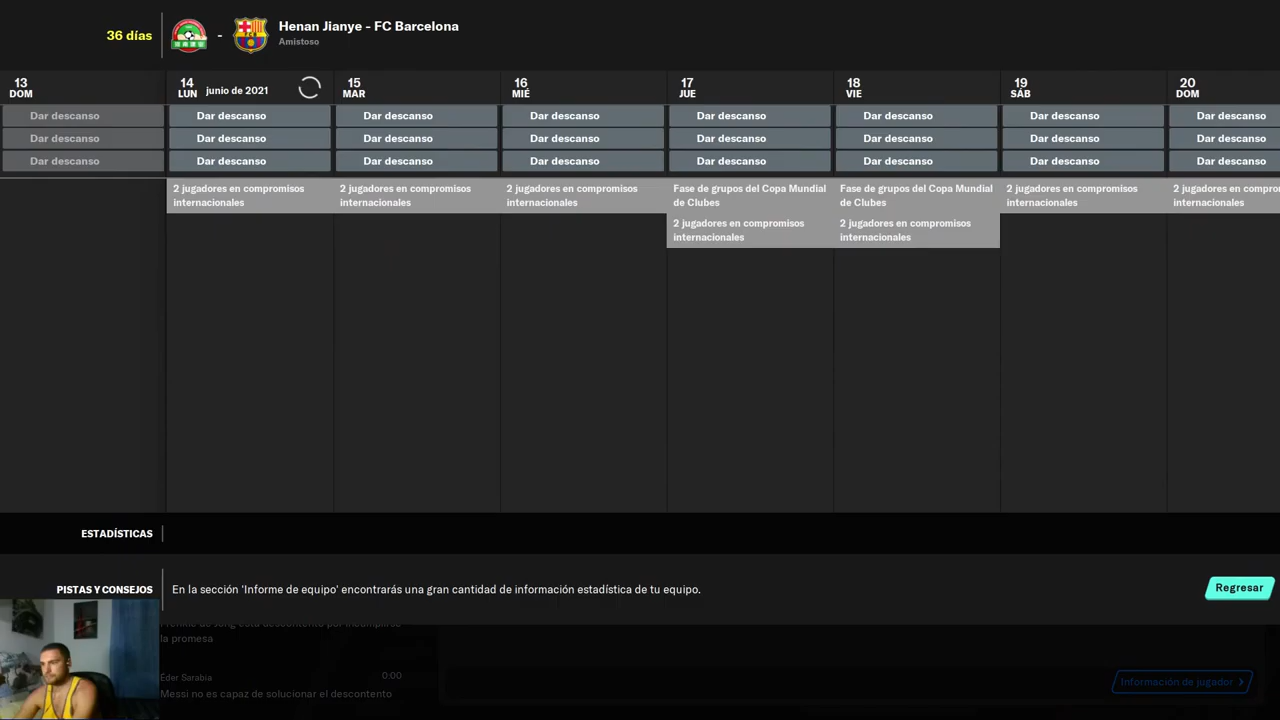 36 días
Henan Jianye - FC Barcelona
Amistoso
13 DOM
14 LUN junio de 2021
15 MAR
16 MIÉ
17 JUE
18 VIE
19 SÁB
20 DOM
Dar descanso Dar descanso Dar descanso Dar descanso Dar descanso Dar descanso Dar descanso Dar descanso
Dar descanso Dar descanso Dar descanso Dar descanso Dar descanso Dar descanso Dar descanso Dar descanso
Dar descanso Dar descanso Dar descanso Dar descanso Dar descanso Dar descanso Dar descanso Dar descanso
2 jugadores en compromisos
internacionales
2 jugadores en compromisos
internacionales
2 jugadores en compromisos
internacionales
Fase de grupos del Copa Mundial
de Clubes
2 jugadores en compromisos
internacionales
Fase de grupos del Copa Mundial
de Clubes
2 jugadores en compromisos
internacionales
2 jugadores en compromisos
internacionales
2 jugadores en compro
internacionales
ESTADÍSTICAS
PISTAS Y CONSEJOS
En la sección 'Informe de equipo' encontrarás una gran cantidad de información estadística de tu equipo.
Regresar
Frenkie de Jong está descontento por incumplirse
la promesa
Éder Sarabia 0:00
Messi no es capaz de solucionar el descontento
Información de jugador